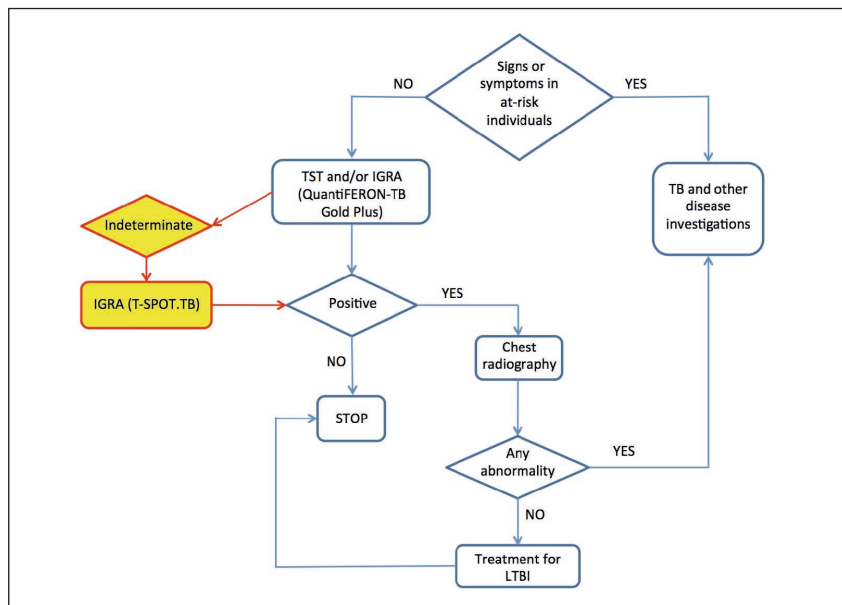 Signs or
symptoms in
at-risk
individuals
NO
YES
TST and/or IGRA
(QuantiFERON-TB
Gold Plus)
TB and other
disease
investigations
Indeterminate
IGRA (T-SPOT.TB)
Positive
YES
Chest
radiography
NO
STOP
Any
abnormality
YES
NO
Treatment for
LTBI